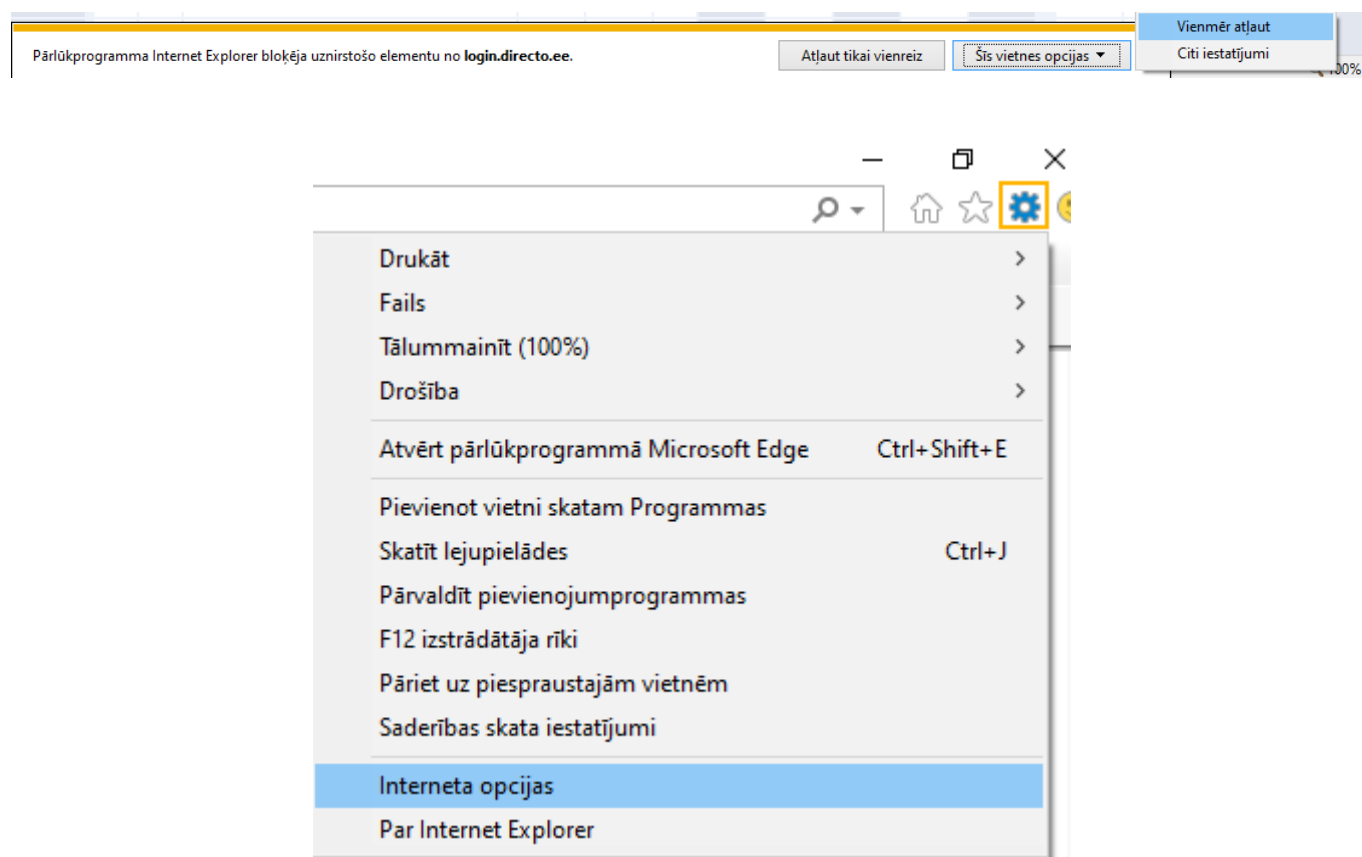 Vienmēr atļaut
Pārlūkprogramma Internet Explorer bloķēja uznirstošo elementu no login.directo.ee. Atļaut tikai vienreiz Šīs vietnes opcijas Citi iestatījumi
100%
Drukāt
Fails
Tālummainīt (100%)
Drošība
Atvērt pārlūkprogrammā Microsoft Edge Ctrl+Shift+E
Pievienot vietni skatam Programmas
Skatīt lejupielādes Ctrl+J
Pārvaldīt pievienojumprogrammas
F12 izstrādātāja rīki
Pāriet uz piespraustajām vietnēm
Saderības skata iestatījumi
Interneta opcijas
Par Internet Explorer